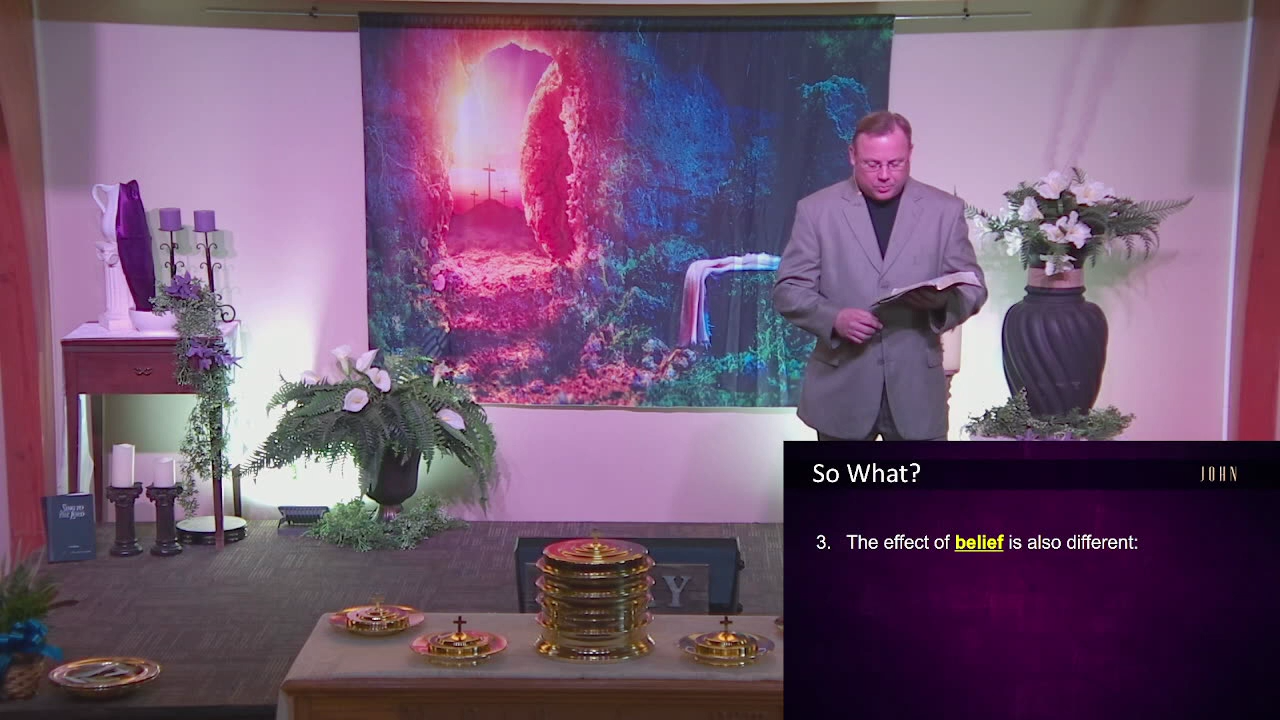 So What?
JOHN
3. The effect of belief is also different:
Y